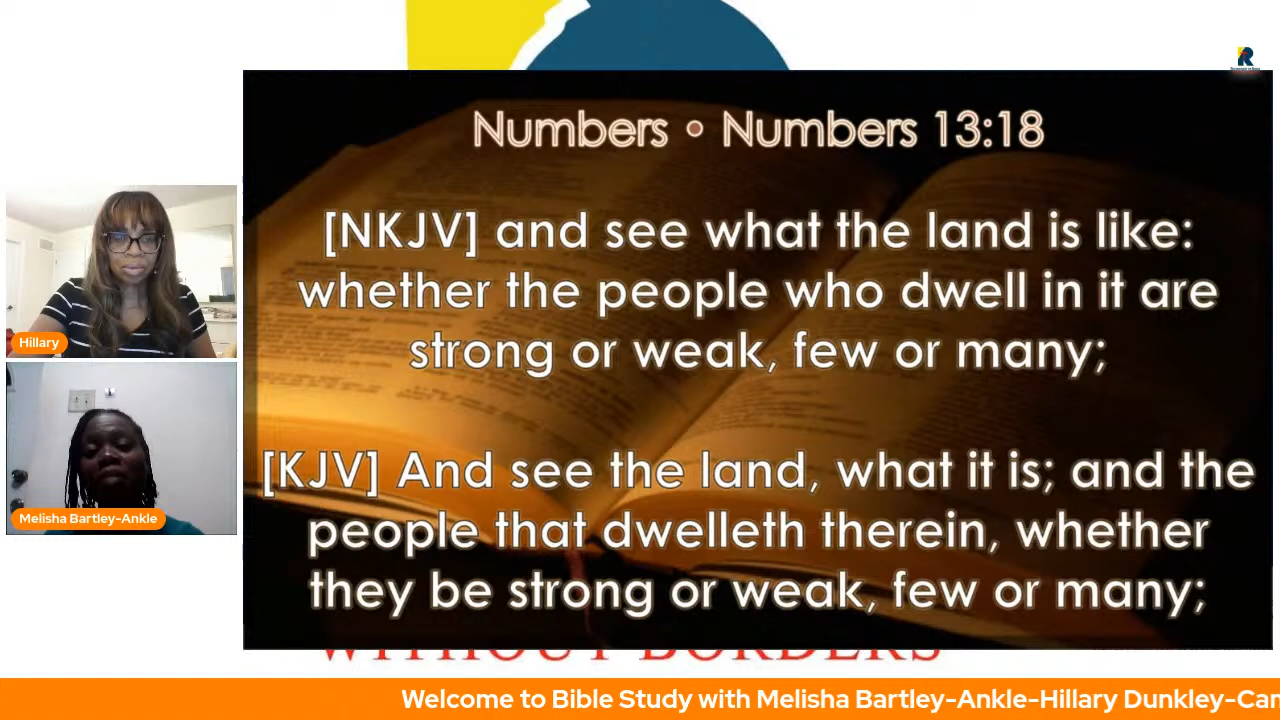 Numbers • Numbers 13:18
[NKJV] and see what the land is like:
whether the people who dwell in it are
strong or weak, few or many;
[KJV] And see the land, what it is; and the
people that dwelleth therein, whether
they be strong or weak, few or many;
Hillary
Melisha Bartley-Ankle
WITHOUT BORDERS
Welcome to Bible Study with Melisha Bartley-Ankle-Hillary Dunkley-Can